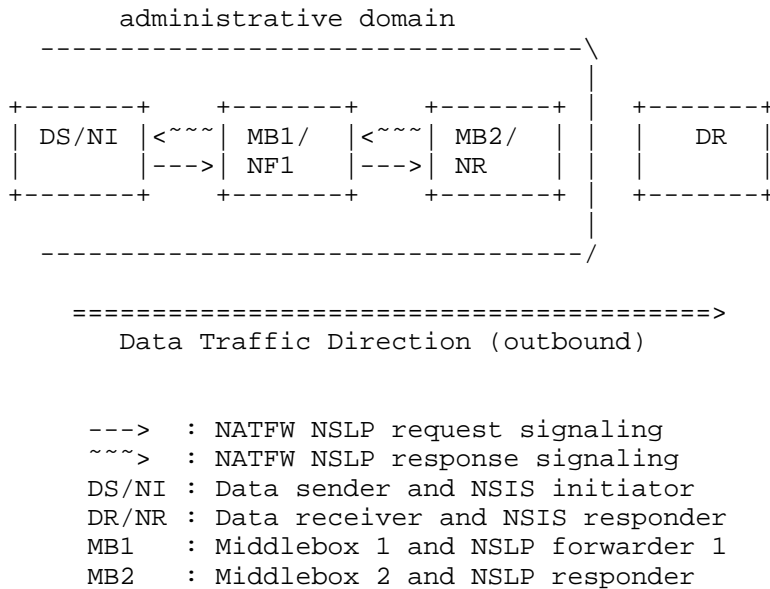 administrative domain
----------------------------------\
|
+-------+ +-------+ +-------+ | +-------+
| DS/NI |<~~~| MB1/ |<~~~| MB2/ | | | DR |
| |--->| NF1 |--->| NR | | | |
+-------+ +-------+ +-------+ | +-------+
|
----------------------------------/
========================================>
Data Traffic Direction (outbound)
---> : NATFW NSLP request signaling
~~~> : NATFW NSLP response signaling
DS/NI : Data sender and NSIS initiator
DR/NR : Data receiver and NSIS responder
MB1 : Middlebox 1 and NSLP forwarder 1
MB2 : Middlebox 2 and NSLP responder